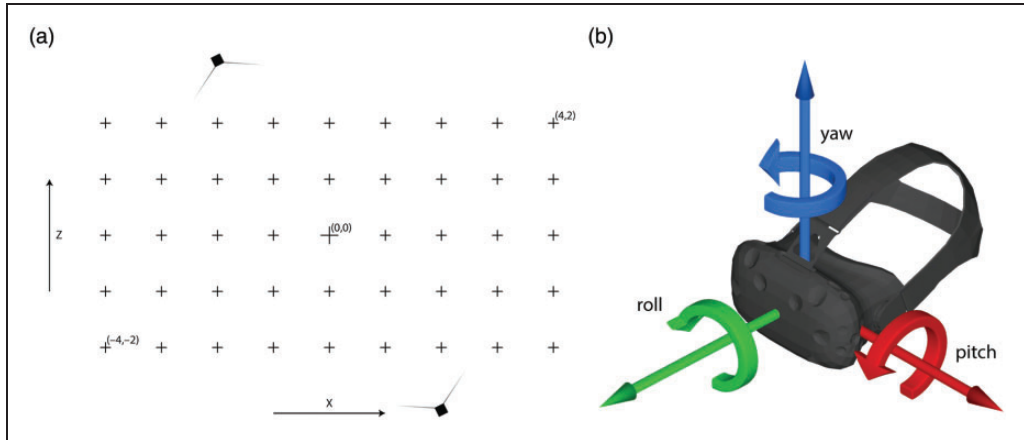 (a)
(4,2)
(0,0)
Z
(−4,−2)
X
(b)
yaw
roll
pitch